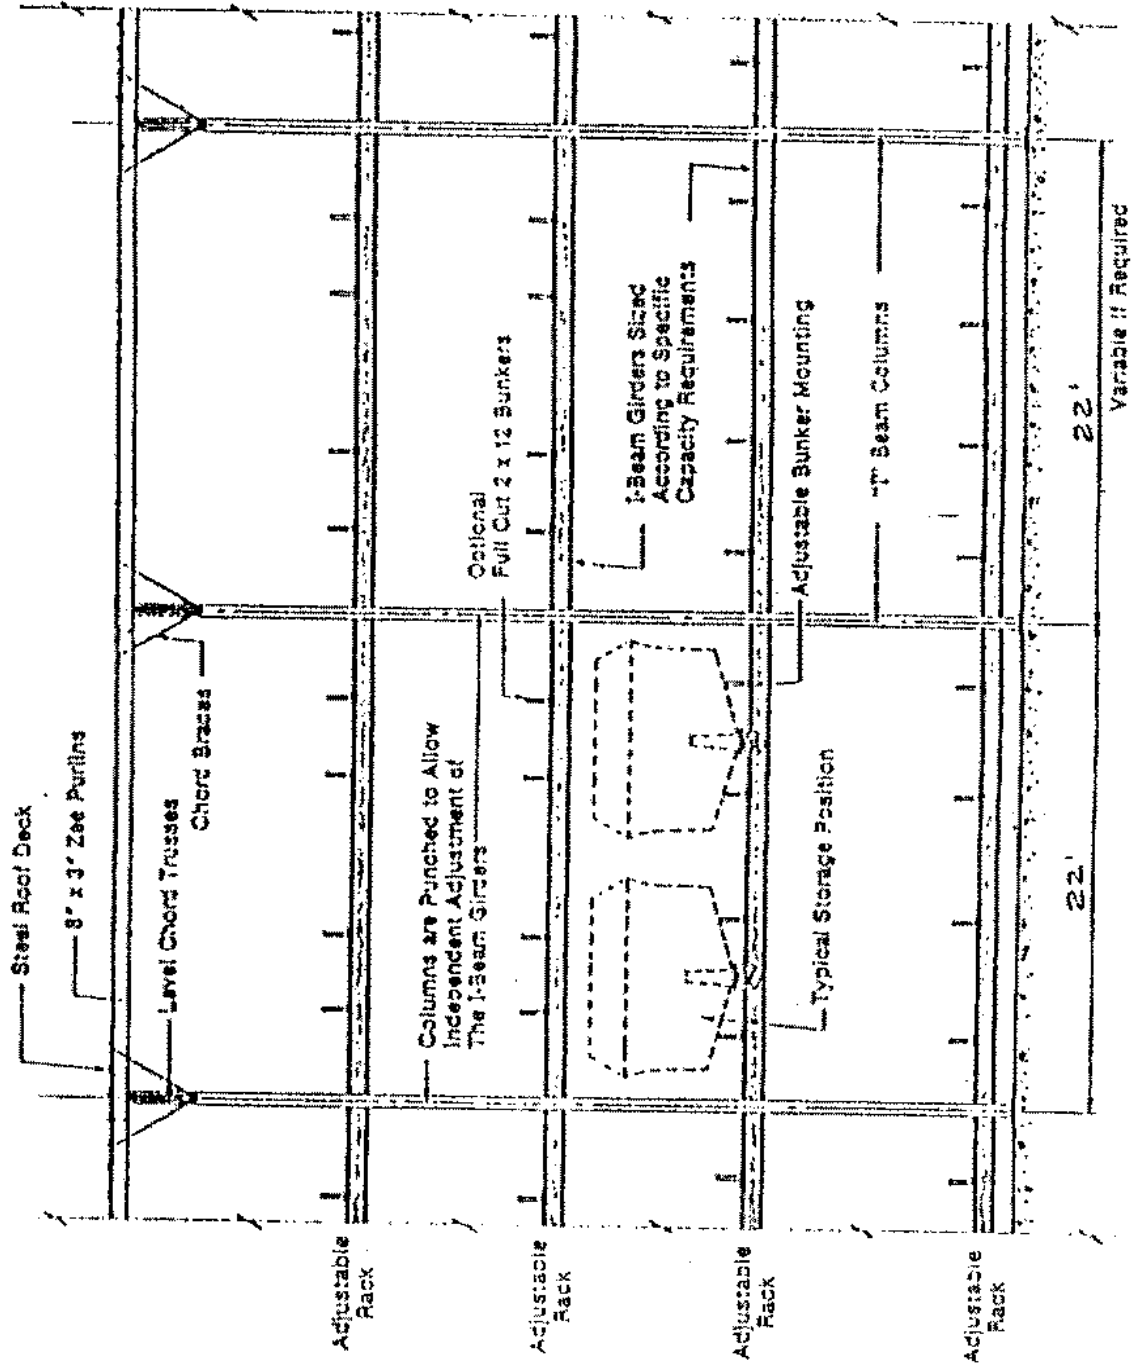 Steel Roof Deck
8" x 3" Zee Purlins
Level Chord Trusses
Chord Braces
Adjustable
Rack
Columns are Punched to Allow
Independent Adjustment of
The I-Beam Girders
Optional
Full Cut 2 x 12 Bunkers
Adjustable
Rack
I-Beam Girders Sized
According to Specific
Capacity Requirements
Adjustable
Rack
Typical Storage Position
Adjustable Bunker Mounting
"I" Beam Columns
Adjustable
Rack
22'
22'
Variable If Required